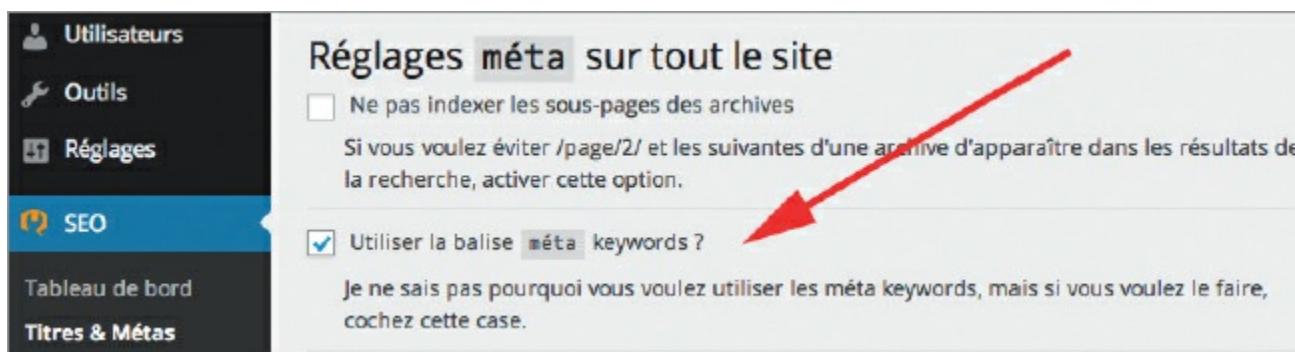 Utilisateurs
Outils
Réglages
SEO
Tableau de bord
Titres & Métas
Réglages méta sur tout le site
Ne pas indexer les sous-pages des archives
Si vous voulez éviter /page/2/ et les suivantes d'une archive d'apparaître dans les résultats de
la recherche, activer cette option.
Utiliser la balise méta keywords ?
Je ne sais pas pourquoi vous voulez utiliser les méta keywords, mais si vous voulez le faire,
cochez cette case.